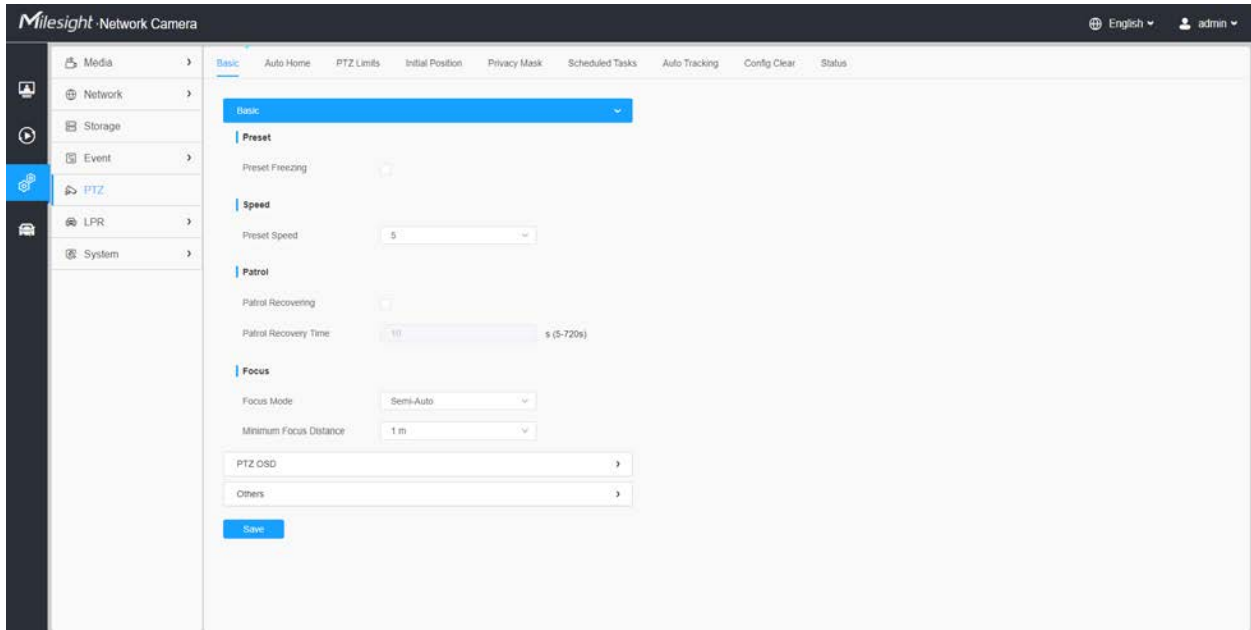 Milesight Network Camera
English
admin
Media
Network
Storage
Event
PTZ
LPR
System
Basic Auto Home PTZ Limits Initial Position Privacy Mask Scheduled Tasks Auto Tracking Config Clear Status
Basic
Preset
Preset Freezing
Speed
Preset Speed 5
Patrol
Patrol Recovering
Patrol Recovery Time 10 s (5-720s)
Focus
Focus Mode Semi-Auto
Minimum Focus Distance 1 m
PTZ OSD
Others
Save